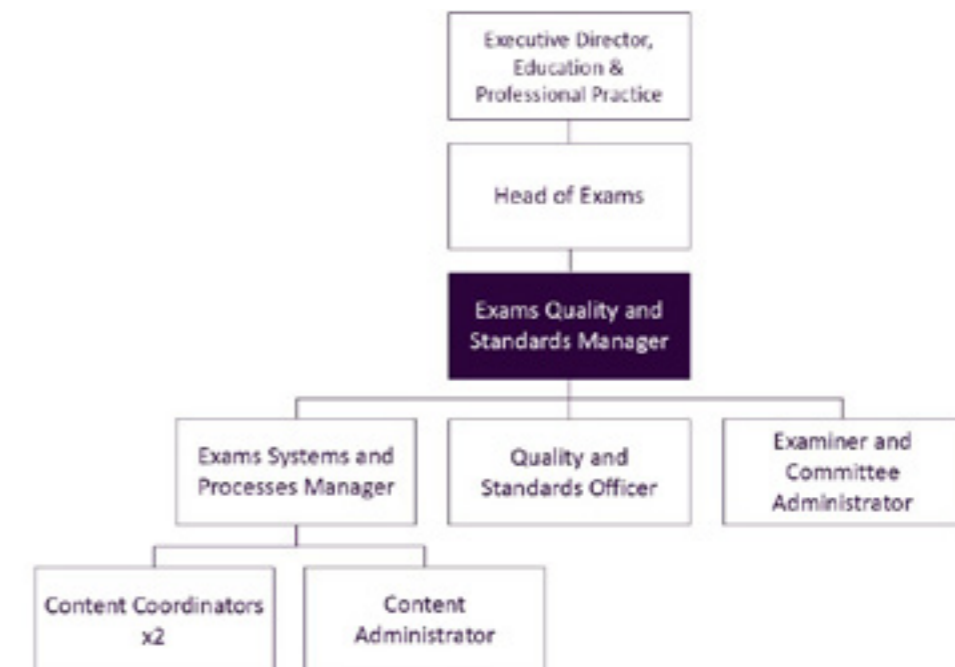 Executive Director,
Education &
Professional Practice
Head of Exams
Exams Quality and
Standards Manager
Exams Systems and
Processes Manager
Quality and
Standards Officer
Examiner and
Committee
Administrator
Content Coordinators
x2
Content
Administrator